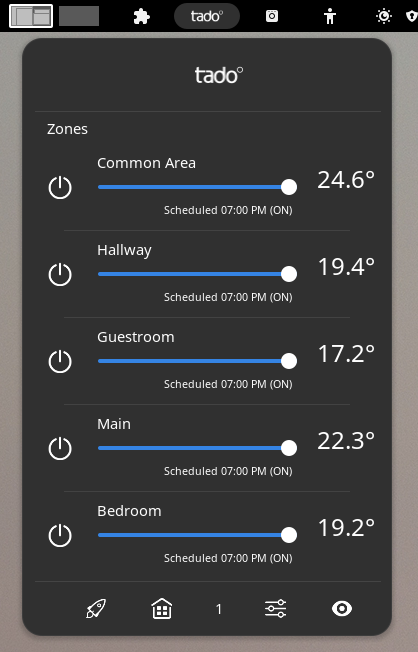 tado°
tado°
Zones
Common Area
24.6°
Scheduled 07:00 PM (ON)
Hallway
19.4°
Scheduled 07:00 PM (ON)
Guestroom
17.2°
Scheduled 07:00 PM (ON)
Main
22.3°
Scheduled 07:00 PM (ON)
Bedroom
19.2°
Scheduled 07:00 PM (ON)
1